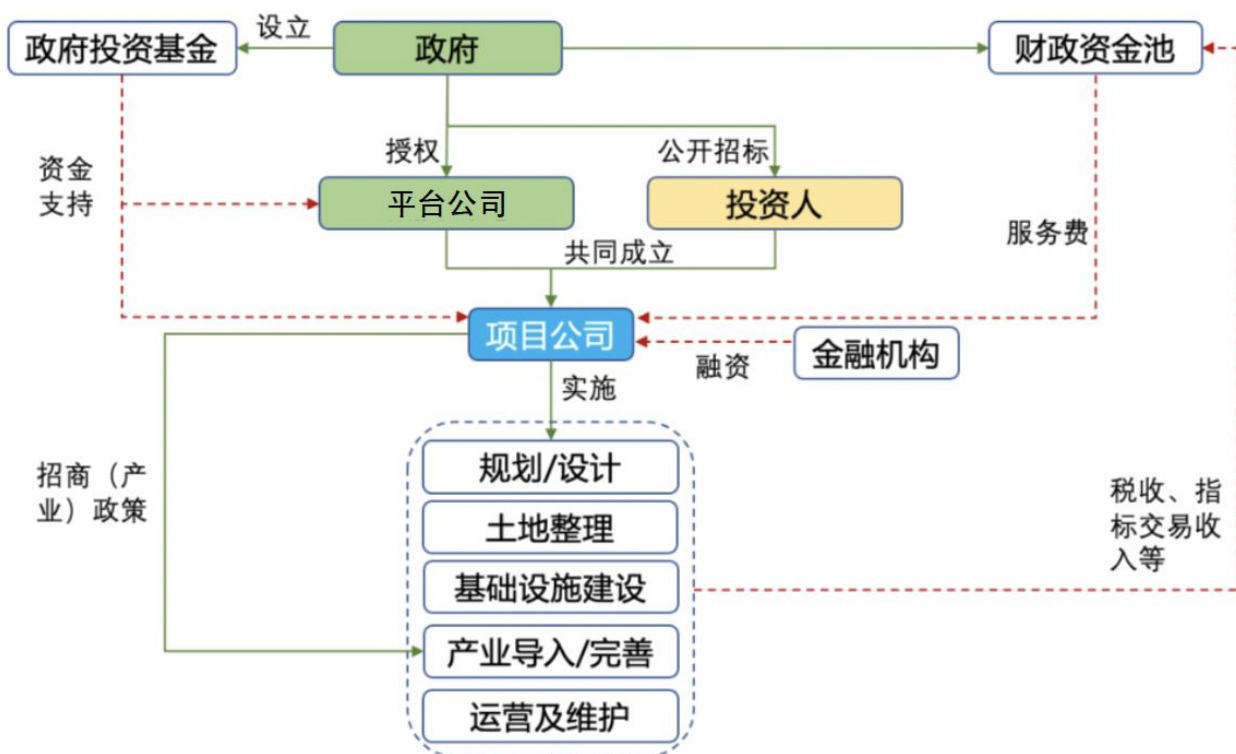 政府投资基金
设立
政府
财政资金池
授权
公开招标
资金
支持
平台公司
投资人
服务费
共同成立
项目公司
融资
金融机构
实施
招商（产
业）政策
规划/设计
土地整理
基础设施建设
产业导入/完善
运营及维护
税收、指
标交易收
入等